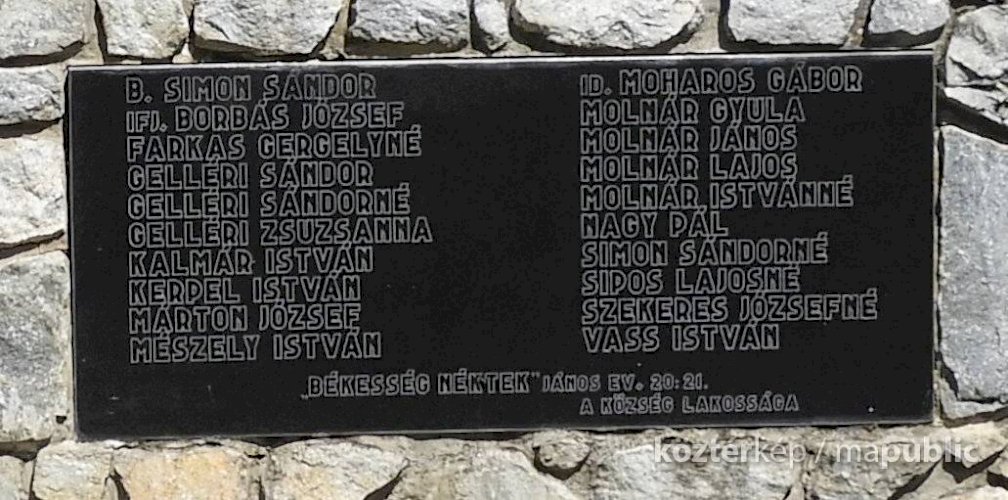 B. SIMON SÁNDOR
IFJ. BORBÁS JÓZSEF
FARKAS GERGELYNÉ
GELLÉRI SÁNDOR
GELLÉRI SÁNDORNÉ
GELLÉRI ZSUZSANNA
KALMÁR ISTVÁN
KERPEL ISTVÁN
MÁRTON JÓZSEF
MÉSZELY ISTVÁN
ID. MOHAROS GÁBOR
MOLNÁR GYULA
MOLNÁR JÁNOS
MOLNÁR LAJOS
MOLNÁR ISTVÁNNÉ
NAGY PÁL
SIMON SÁNDORNÉ
SIPOS LAJOSNÉ
SZEKERES JÓZSEFNÉ
VASS ISTVÁN
„BÉKESSÉG NÉKTEK” JÁNOS EV. 20:21.
A KÖZSÉG LAKOSSÁGA
köztérkép / mapublic